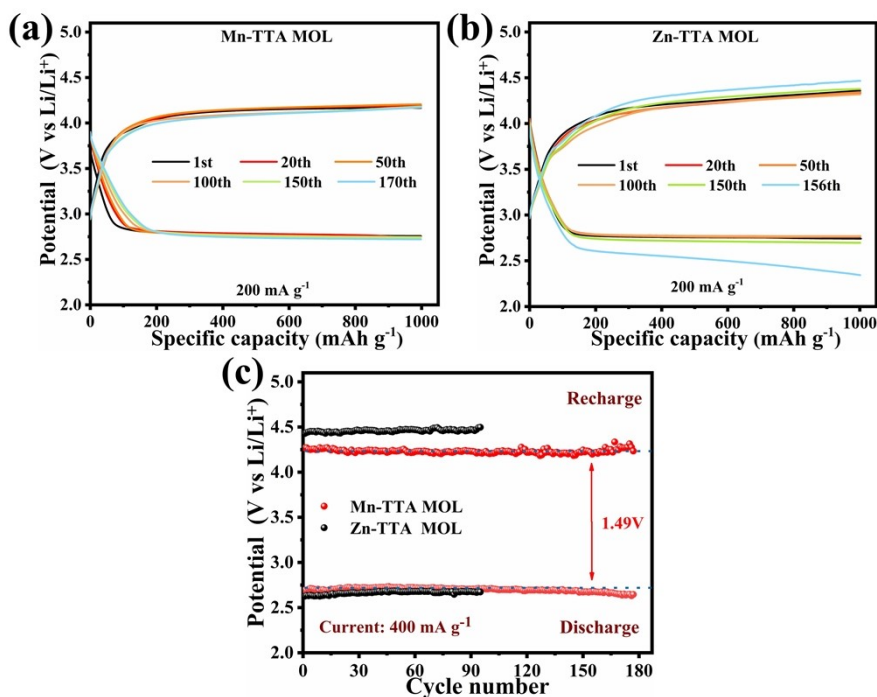 (a)
Mn-TTA MOL
Potential (V vs Li/Li⁺)
5.0
4.5
4.0
3.5
3.0
2.5
2.0
1st 20th 50th
100th 150th 170th
200 mA g⁻¹
0 200 400 600 800 1000
Specific capacity (mAh g⁻¹)
(b)
Zn-TTA MOL
Potential (V vs Li/Li⁺)
5.0
4.5
4.0
3.5
3.0
2.5
2.0
1st 20th 50th
100th 150th 156th
200 mA g⁻¹
0 200 400 600 800 1000
Specific capacity (mAh g⁻¹)
(c)
Potential (V vs Li/Li⁺)
5.0
4.5
4.0
3.5
3.0
2.5
2.0
Recharge
Mn-TTA MOL
Zn-TTA MOL
1.49V
Current: 400 mA g⁻¹
Discharge
0 30 60 90 120 150 180
Cycle number